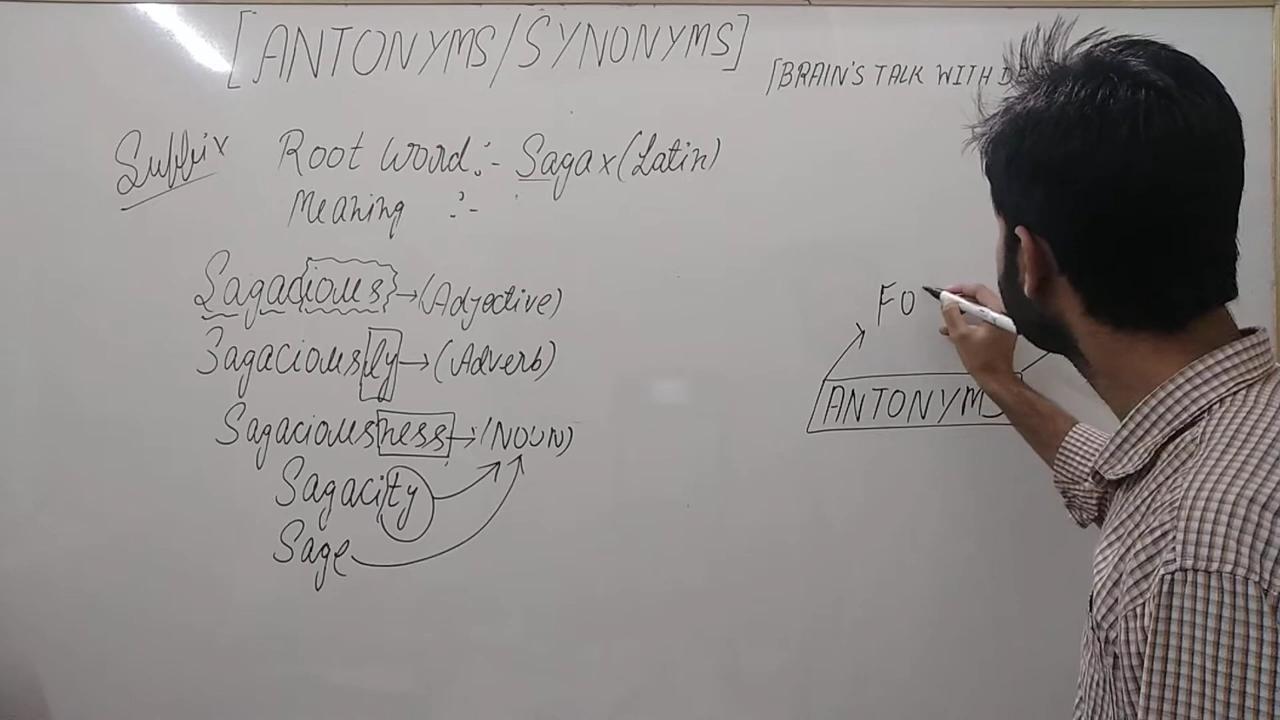 [ANTONYMS/SYNONYMS]
[BRAIN'S TALK WITH
Suffix Root Word:- Sagax (Latin)
Meaning :-
Sagacious → (Adjective)
Sagaciously → (Adverb)
Sagaciousness → (NOUN)
Sagacity
Sage
FO
ANTONYMS